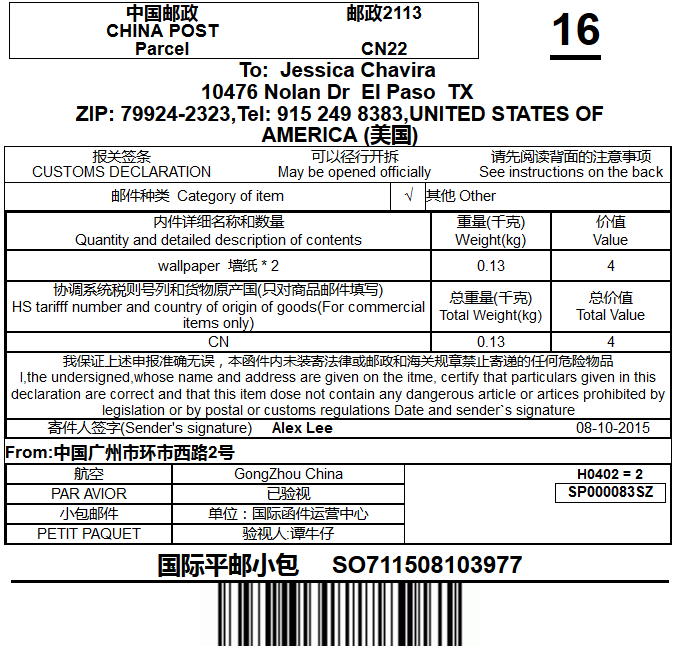 中国邮政 邮政2113
CHINA POST
Parcel CN22
16
To: Jessica Chavira
10476 Nolan Dr El Paso TX
ZIP: 79924-2323,Tel: 915 249 8383,UNITED STATES OF
AMERICA (美国)
报关签条 可以径行开拆 请先阅读背面的注意事项
CUSTOMS DECLARATION May be opened officially See instructions on the back
邮件种类 Category of item √ 其他 Other
内件详细名称和数量 重量(千克) 价值
Quantity and detailed description of contents Weight(kg) Value
wallpaper 墙纸 * 2 0.13 4
协调系统税则号列和货物原产国(只对商品邮件填写) 总重量(千克) 总价值
HS tarifff number and country of origin of goods(For commercial Total Weight(kg) Total Value
items only)
CN 0.13 4
我保证上述申报准确无误，本函件内未装寄法律或邮政和海关规章禁止寄递的任何危险物品
I,the undersigned,whose name and address are given on the itme, certify that particulars given in this
declaration are correct and that this item dose not contain any dangerous article or artices prohibited by
legislation or by postal or customs regulations Date and sender`s signature
寄件人签字(Sender's signature) Alex Lee 08-10-2015
From:中国广州市环市西路2号
航空 GongZhou China H0402 = 2
PAR AVIOR 已验视 SP000083SZ
小包邮件 单位：国际函件运营中心
PETIT PAQUET 验视人:谭牛仔
国际平邮小包 SO711508103977